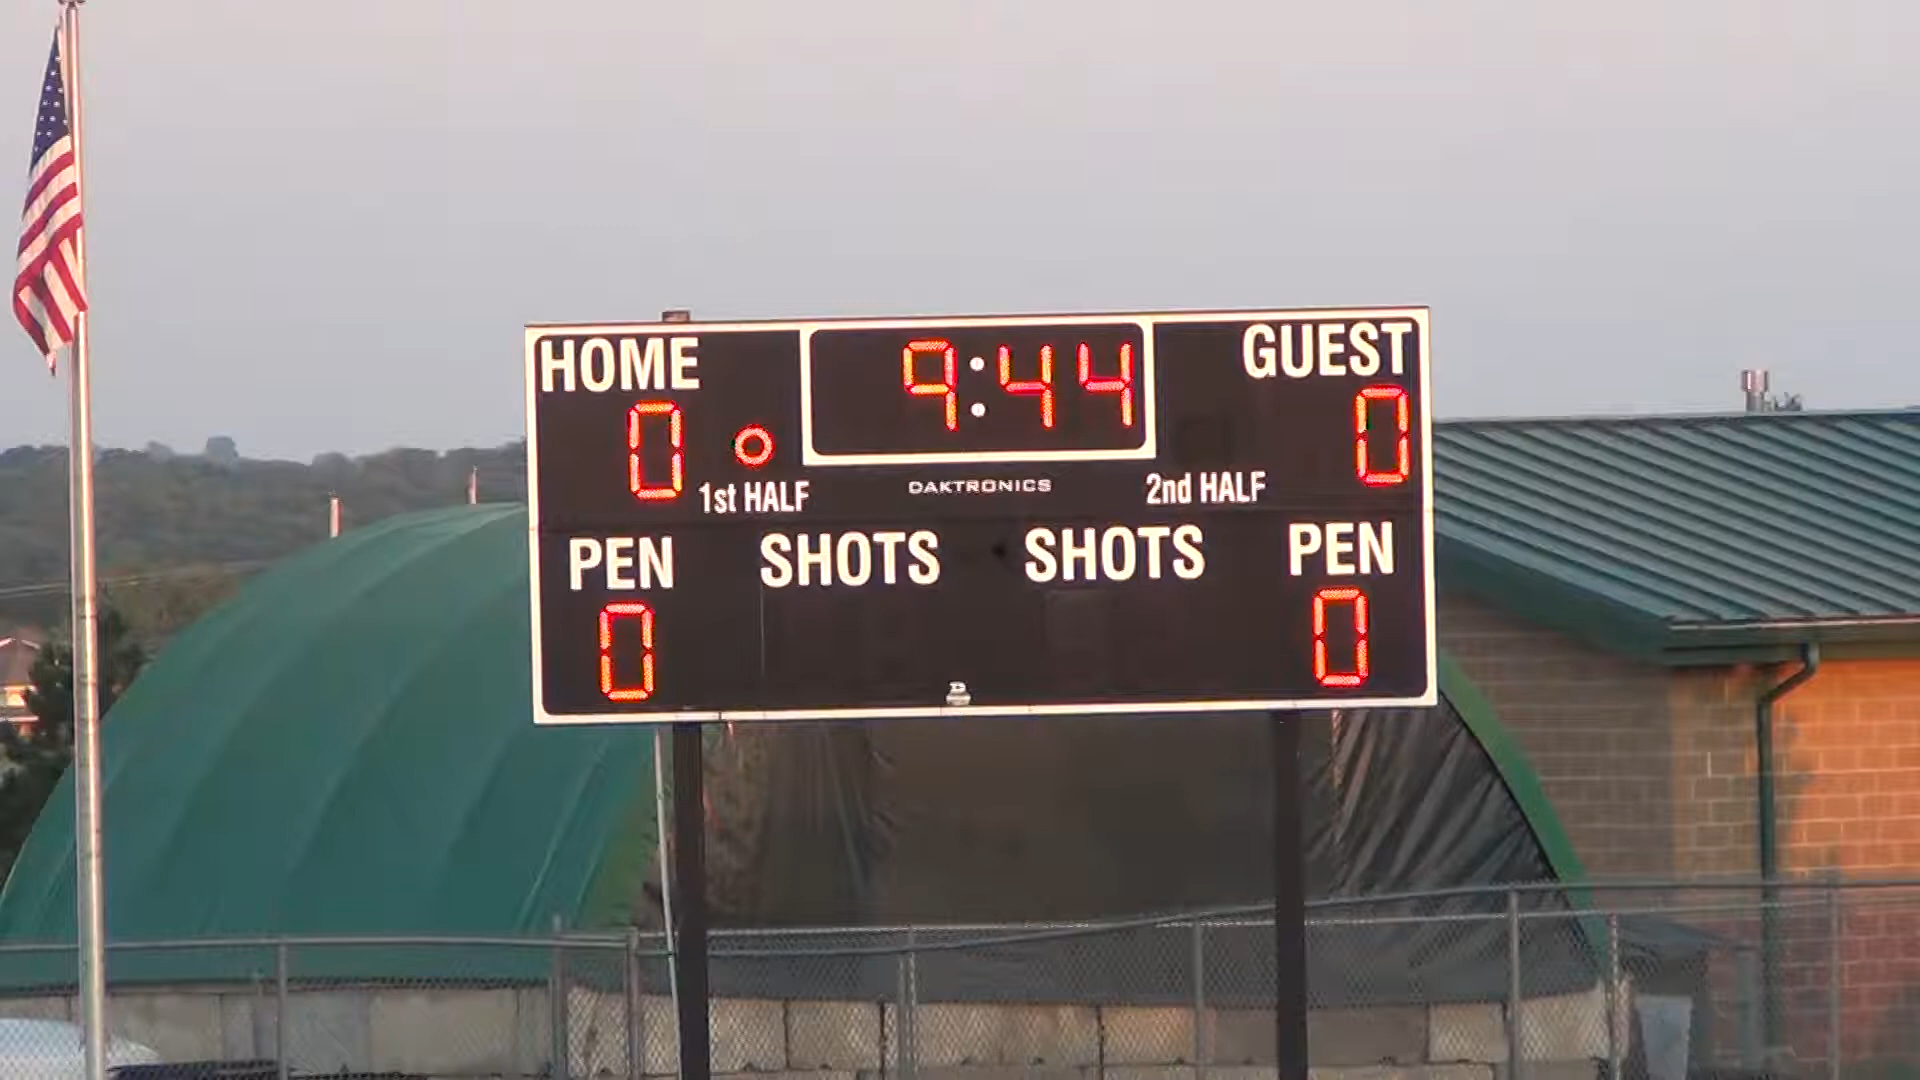 HOME 9:44 GUEST
0 0
1st HALF DAKTRONICS 2nd HALF
PEN SHOTS SHOTS PEN
0 0